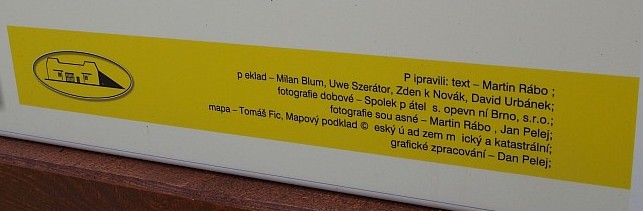 P ipravili: text – Martin Rábo ;
p eklad – Milan Blum, Uwe Szerátor, Zden k Novák, David Urbánek;
fotografie dobové – Spolek p átel s. opevn ní Brno, s.r.o.;
fotografie sou asné – Martin Rábo , Jan Pelej;
mapa – Tomáš Fic, Mapový podklad © eský ú ad zem m ický a katastrální;
grafické zpracování – Dan Pelej;